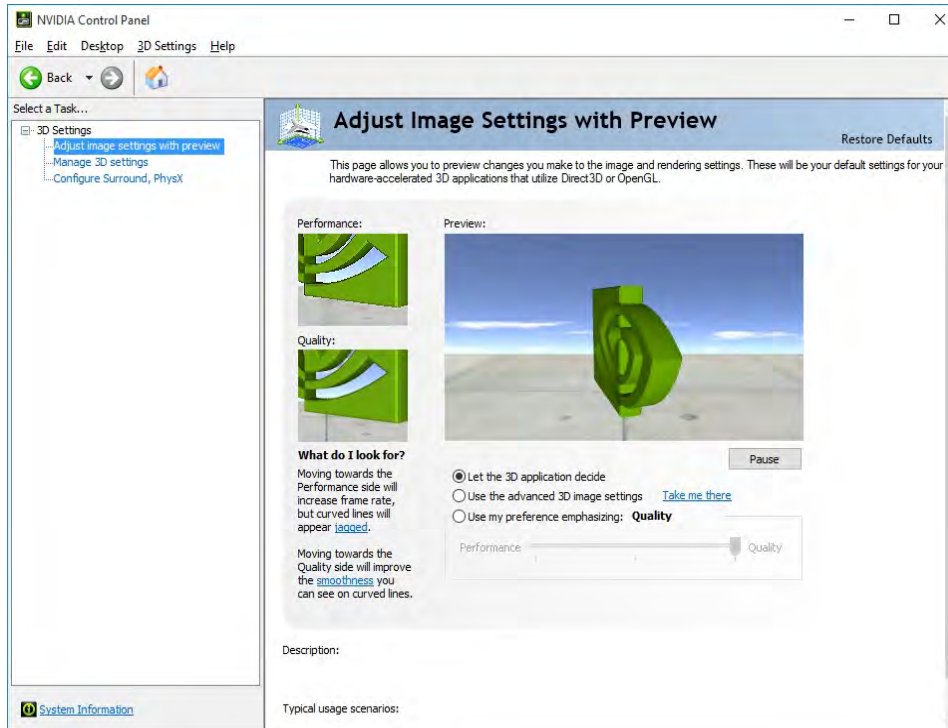 NVIDIA Control Panel
File Edit Desktop 3D Settings Help
Back
Select a Task...
3D Settings
Adjust image settings with preview
Manage 3D settings
Configure Surround, PhysX
System Information
Adjust Image Settings with Preview
Restore Defaults
This page allows you to preview changes you make to the image and rendering settings. These will be your default settings for your
hardware-accelerated 3D applications that utilize Direct3D or OpenGL.
Performance:
Quality:
What do I look for?
Moving towards the
Performance side will
increase frame rate,
but curved lines will
appear jagged.
Moving towards the
Quality side will improve
the smoothness you
can see on curved lines.
Preview:
Pause
Let the 3D application decide
Use the advanced 3D image settings Take me there
Use my preference emphasizing: Quality
Performance Quality
Description:
Typical usage scenarios: